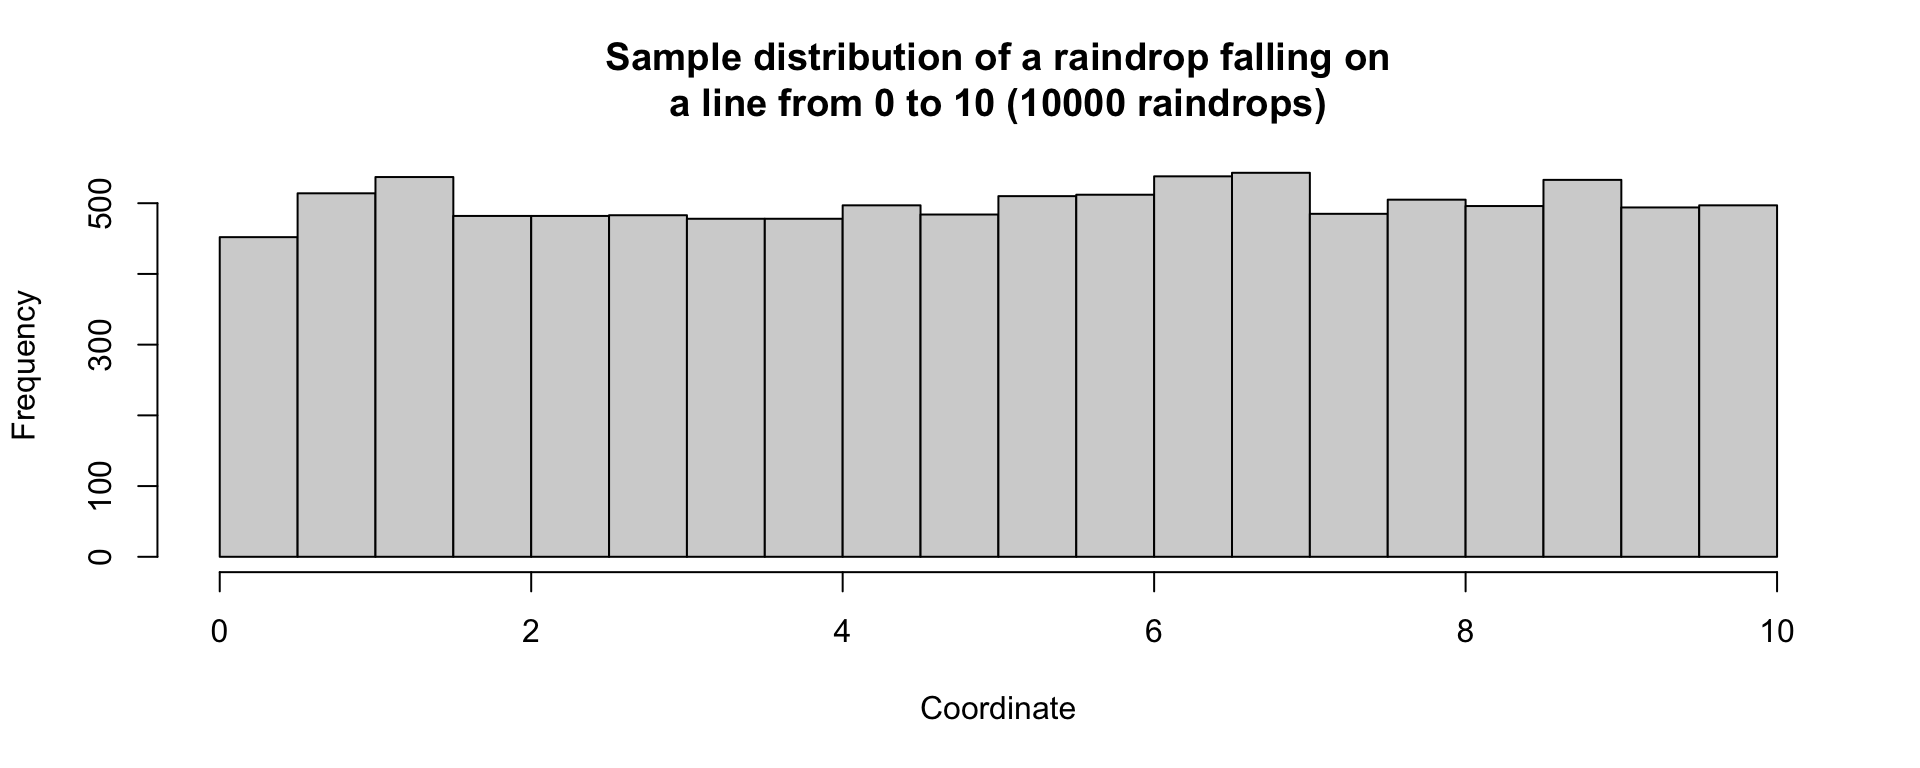 Sample distribution of a raindrop falling on
a line from 0 to 10 (10000 raindrops)
Frequency
500
300
100
0
0 2 4 6 8 10
Coordinate